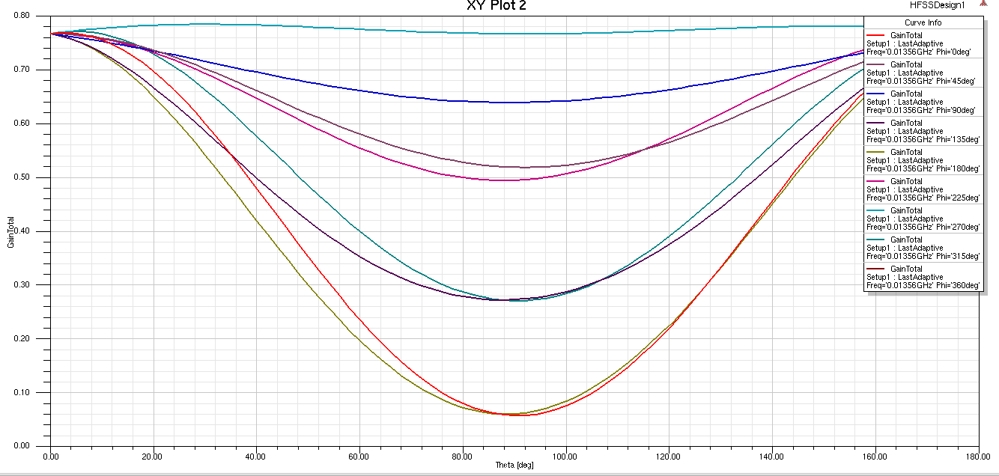 XY Plot 2
HFSSDesign1
Curve Info
GainTotal
Setup1 : LastAdaptive
Freq='0.01356GHz' Phi='0deg'
GainTotal
Setup1 : LastAdaptive
Freq='0.01356GHz' Phi='45deg'
GainTotal
Setup1 : LastAdaptive
Freq='0.01356GHz' Phi='90deg'
GainTotal
Setup1 : LastAdaptive
Freq='0.01356GHz' Phi='135deg'
GainTotal
Setup1 : LastAdaptive
Freq='0.01356GHz' Phi='180deg'
GainTotal
Setup1 : LastAdaptive
Freq='0.01356GHz' Phi='225deg'
GainTotal
Setup1 : LastAdaptive
Freq='0.01356GHz' Phi='270deg'
GainTotal
Setup1 : LastAdaptive
Freq='0.01356GHz' Phi='315deg'
GainTotal
Setup1 : LastAdaptive
Freq='0.01356GHz' Phi='360deg'
0.80
0.70
0.60
0.50
0.40
0.30
0.20
0.10
0.00
GainTotal
0.00 20.00 40.00 60.00 80.00 100.00 120.00 140.00 160.00 180.00
Theta [deg]